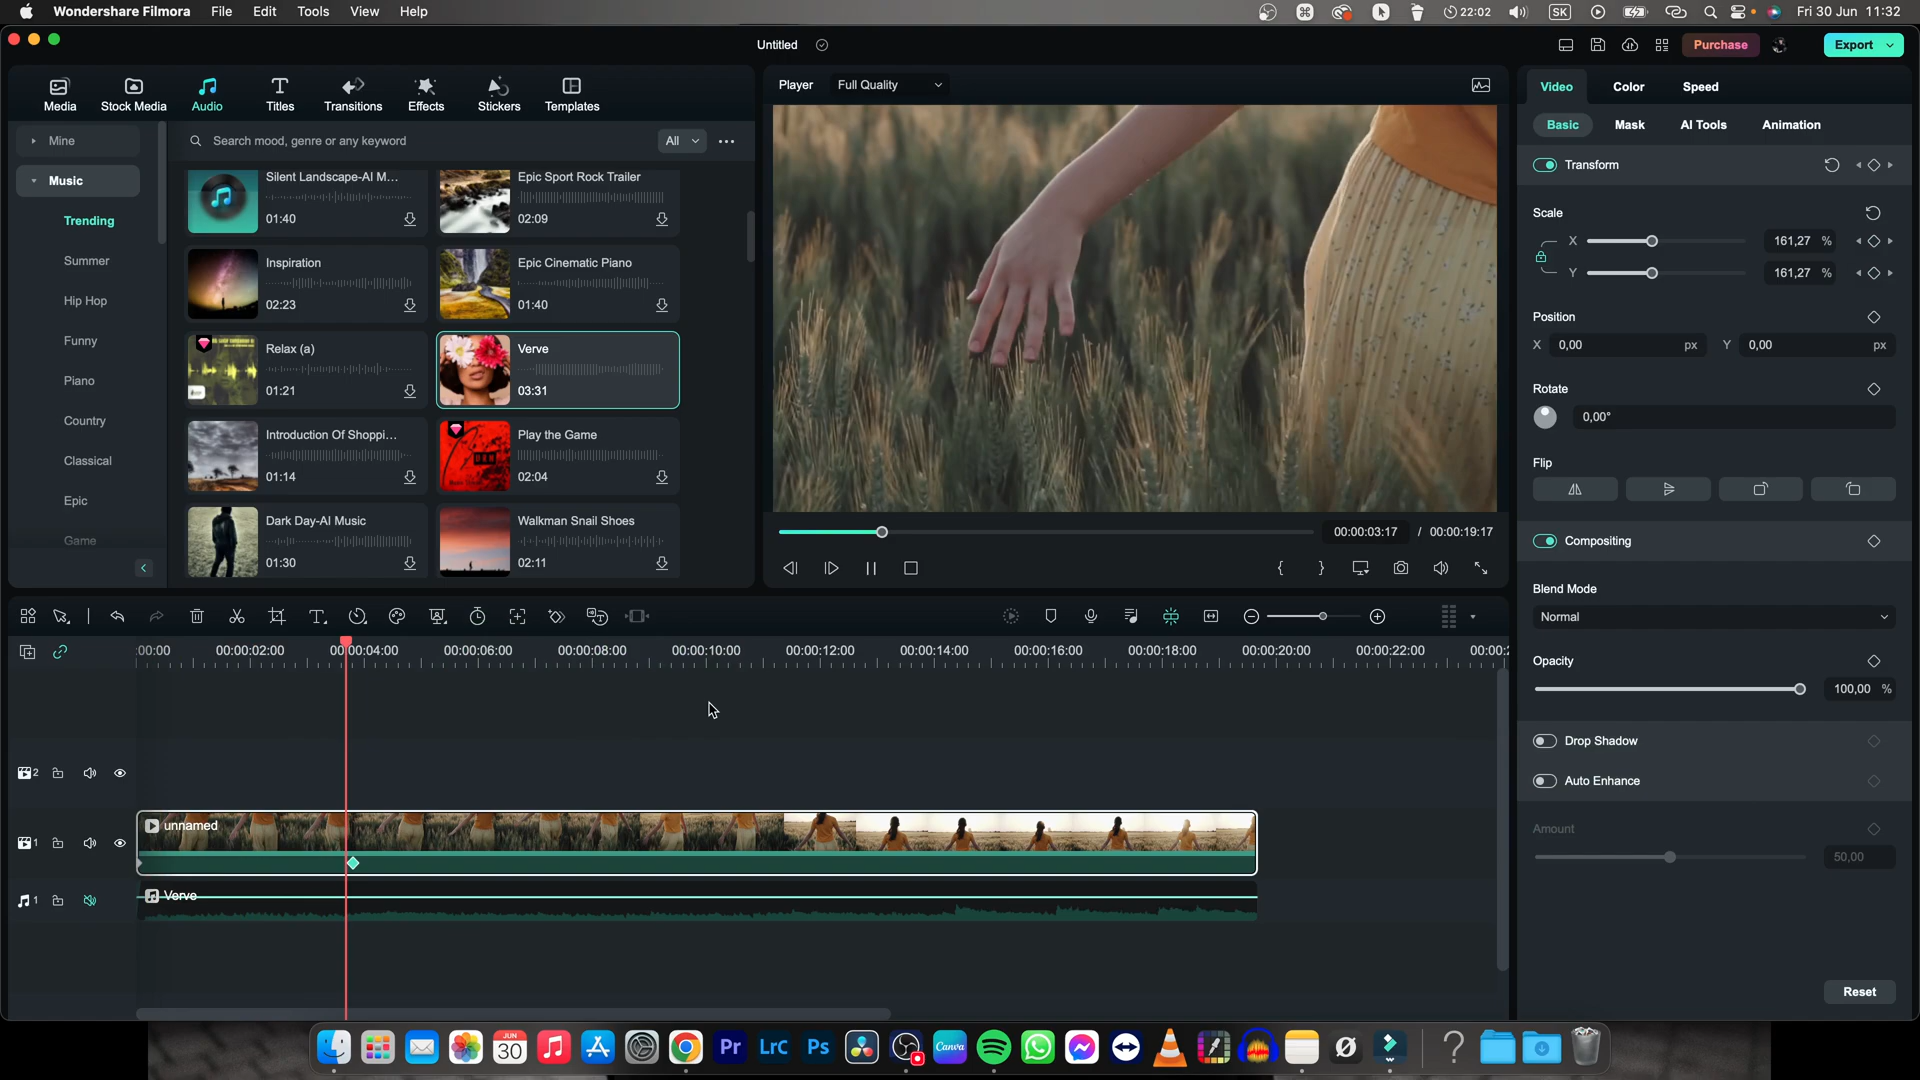 Wondershare Filmora File Edit Tools View Help
22:02 SK Fri 30 Jun 11:32
Untitled
Purchase Export
Media Stock Media Audio Titles Transitions Effects Stickers Templates
Mine
Music
Trending
Summer
Hip Hop
Funny
Piano
Country
Classical
Epic
Game
Search mood, genre or any keyword
All
Silent Landscape-AI M...
01:40
Epic Sport Rock Trailer
02:09
Inspiration
02:23
Epic Cinematic Piano
01:40
Relax (a)
01:21
Verve
03:31
Introduction Of Shoppi...
01:14
Play the Game
02:04
Dark Day-AI Music
01:30
Walkman Snail Shoes
02:11
Player Full Quality
00:00:03:17 / 00:00:19:17
Video Color Speed
Basic Mask AI Tools Animation
Transform
Scale
X 161,27 %
Y 161,27 %
Position
X 0,00 px Y 0,00 px
Rotate
0,00°
Flip
Compositing
Blend Mode
Normal
Opacity
100,00 %
Drop Shadow
Auto Enhance
Amount
50,00
Reset
:00:00 00:00:02:00 00:00:04:00 00:00:06:00 00:00:08:00 00:00:10:00 00:00:12:00 00:00:14:00 00:00:16:00 00:00:18:00 00:00:20:00 00:00:22:00 00:00:2
2
unnamed
1
Verve
1
JUN
30
Pr LrC Ps Canva